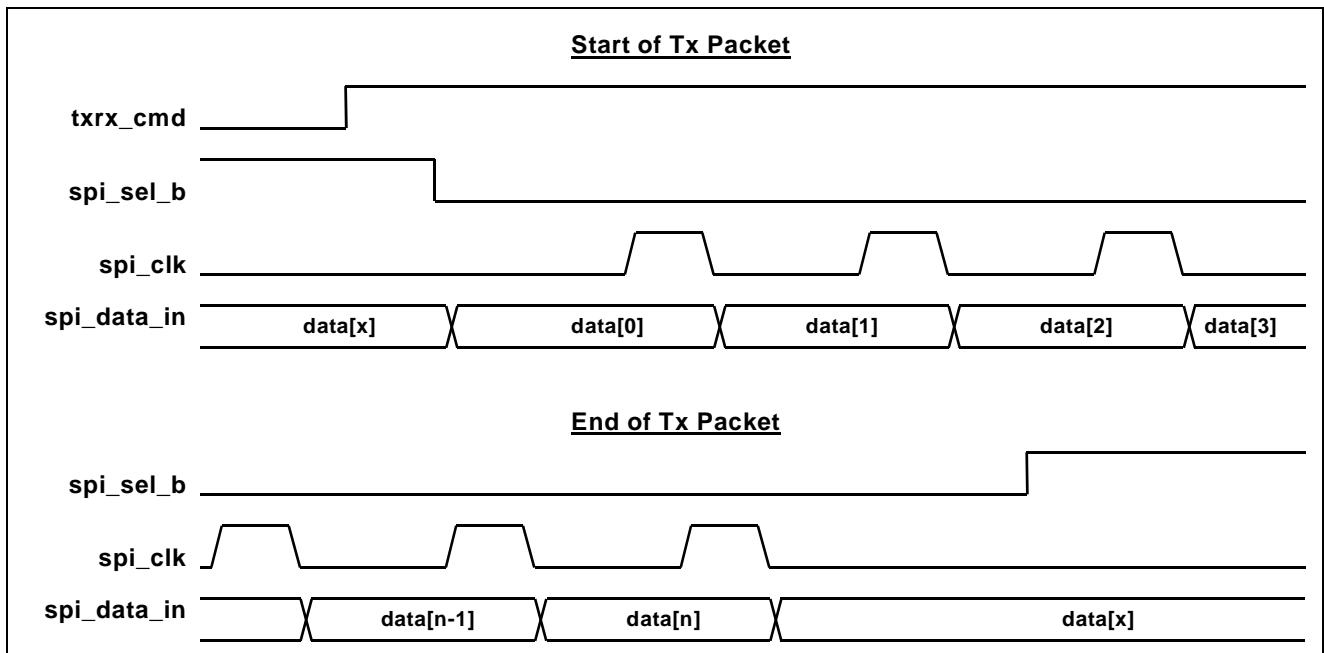 Start of Tx Packet
txrx_cmd
spi_sel_b
spi_clk
spi_data_in
data[x] data[0] data[1] data[2] data[3]
End of Tx Packet
spi_sel_b
spi_clk
spi_data_in
data[n-1] data[n] data[x]